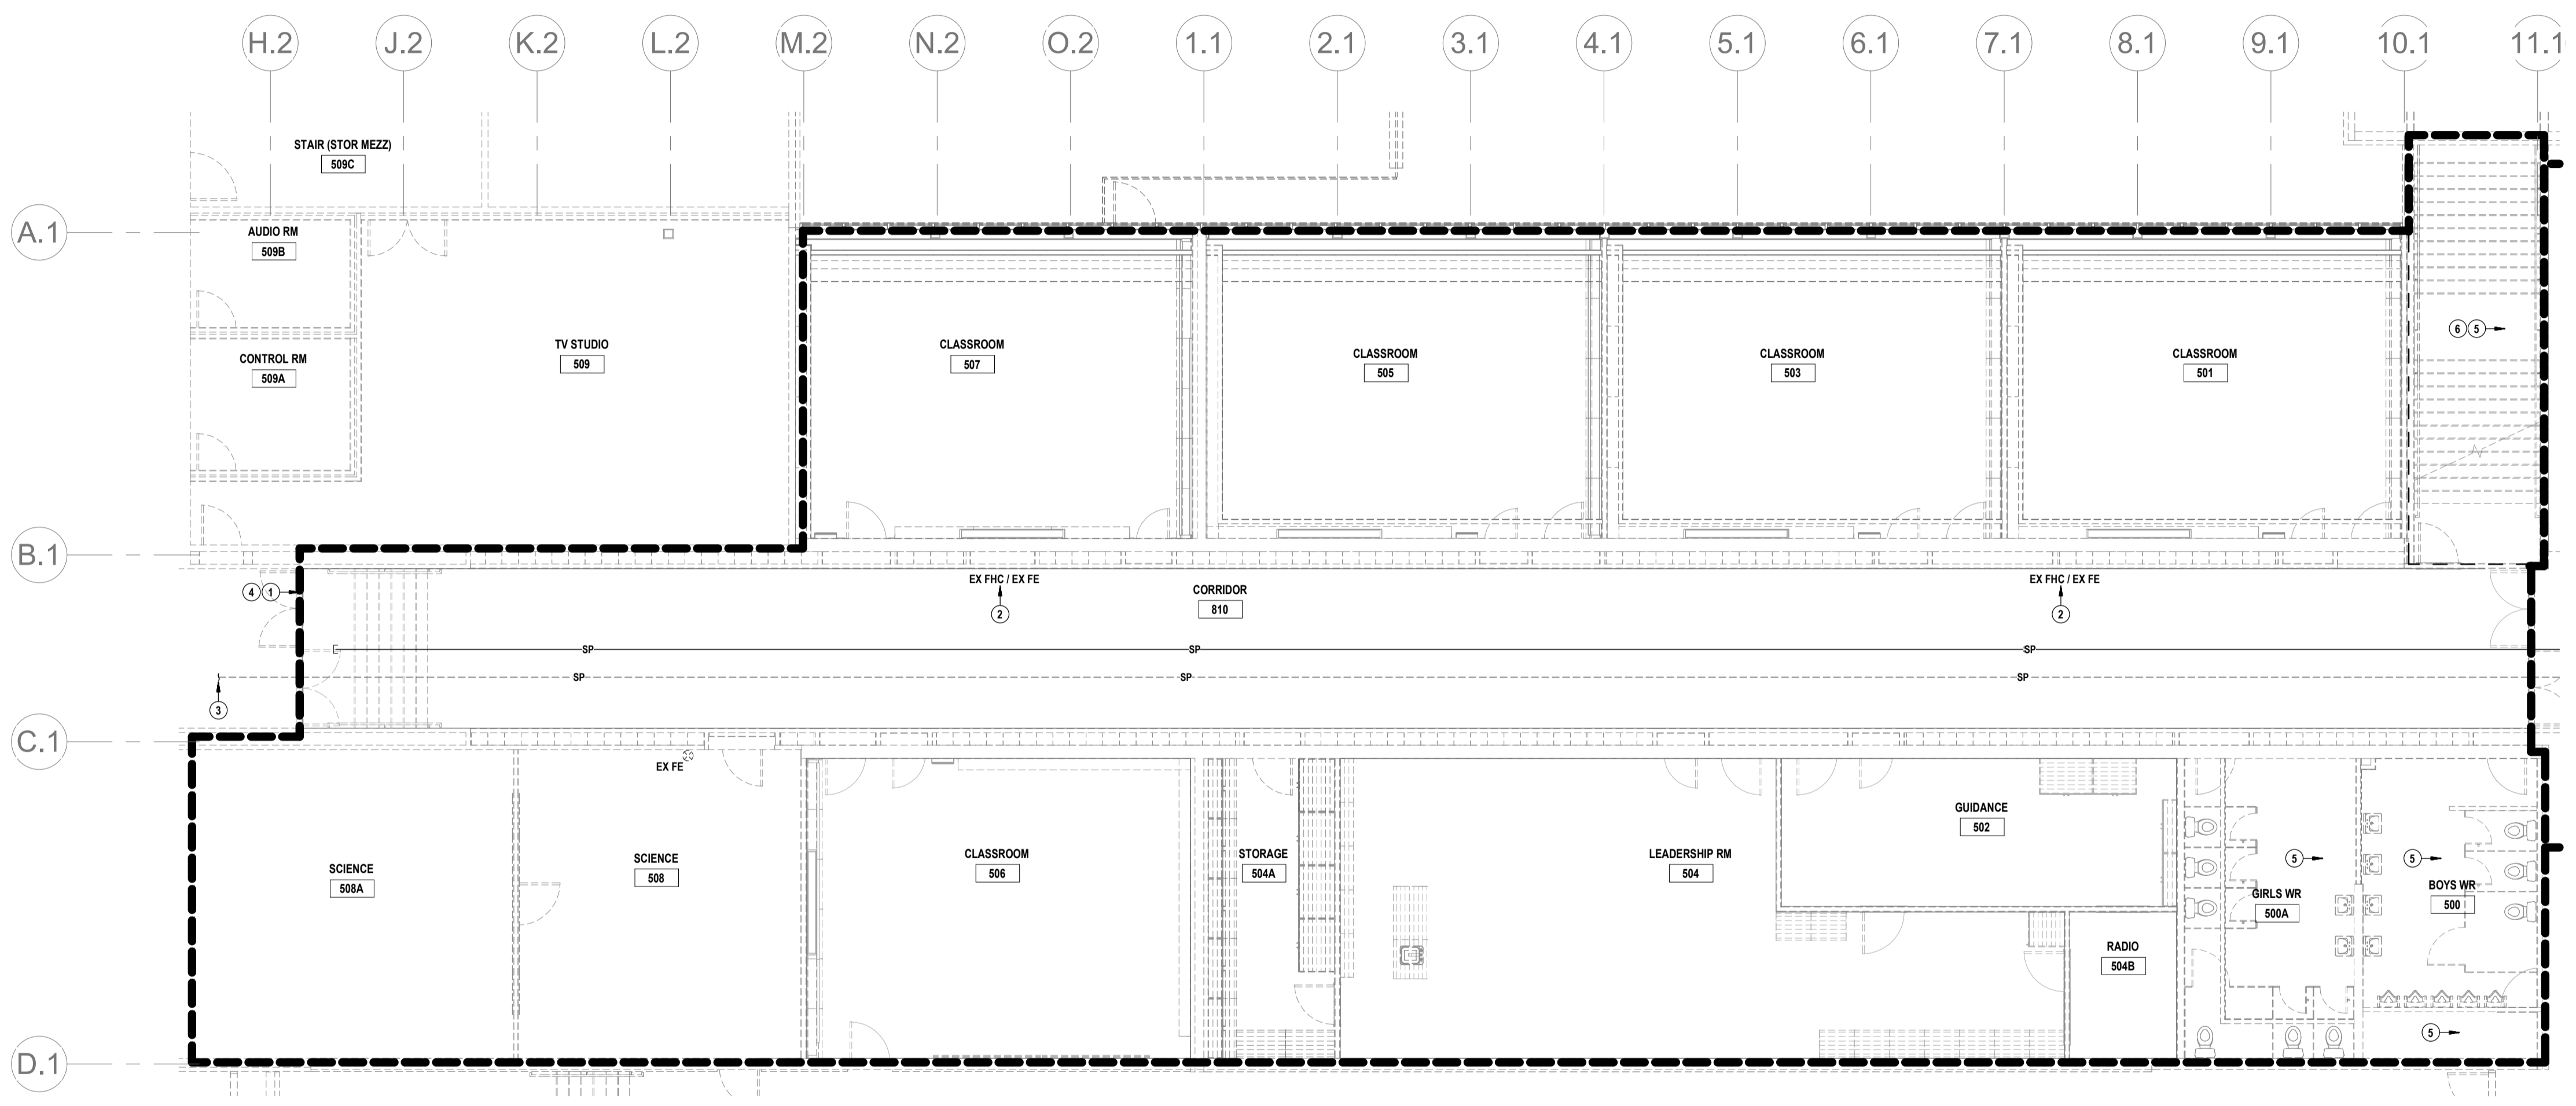 H.2 J.2 K.2 L.2 M.2 N.2 O.2 1.1 2.1 3.1 4.1 5.1 6.1 7.1 8.1 9.1 10.1 11.1
STAIR (STOR MEZZ)
509C
A.1
AUDIO RM
509B
6 5
CONTROL RM
509A
TV STUDIO
509
CLASSROOM
507
CLASSROOM
505
CLASSROOM
503
CLASSROOM
501
B.1
4 1
EX FHC / EX FE
2
CORRIDOR
810
EX FHC / EX FE
2
SP SP SP
SP SP SP
3
C.1
EX FE
SCIENCE
508A
SCIENCE
508
CLASSROOM
506
STORAGE
504A
LEADERSHIP RM
504
GUIDANCE
502
5
5
GIRLS WR
500A
BOYS WR
500
RADIO
504B
5
D.1